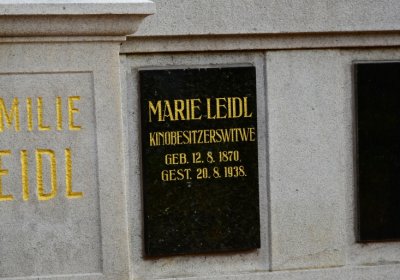 MILIE
EIDL
MARIE LEIDL
KINOBESITZERSWITWE
GEB. 12. 8. 1870.
GEST. 20. 8. 1938.